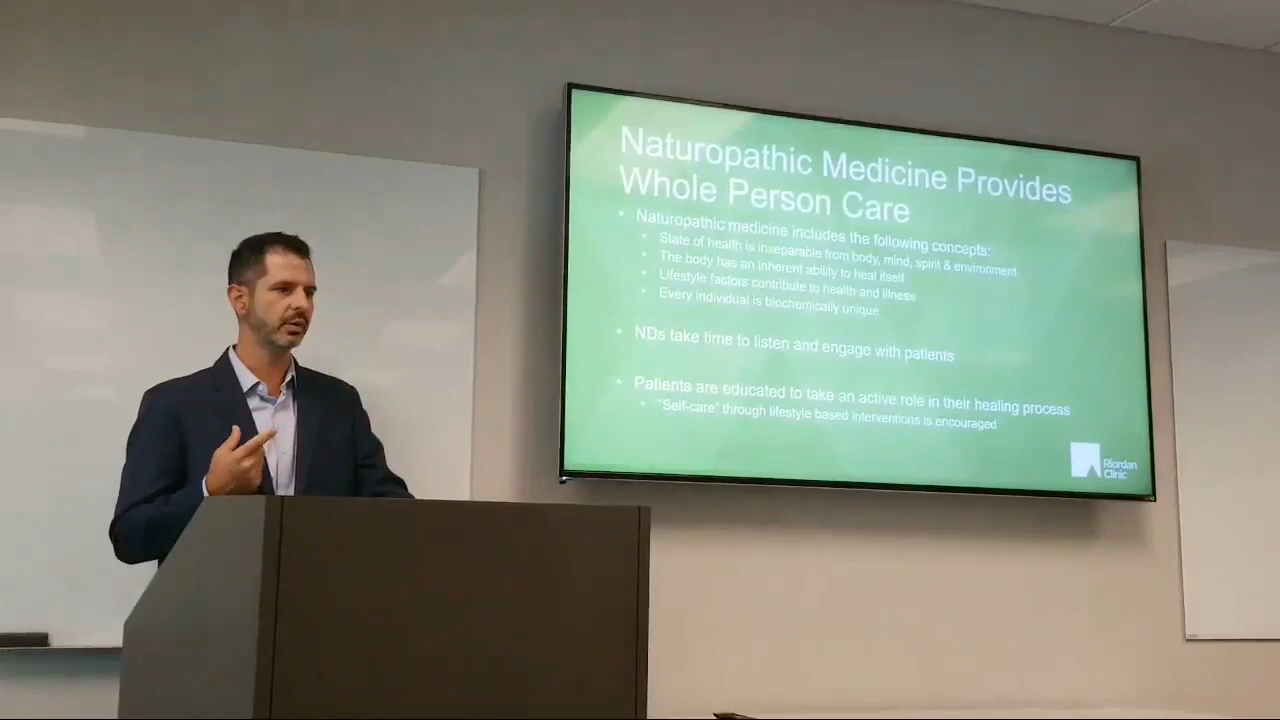 Naturopathic Medicine Provides
Whole Person Care
• Naturopathic medicine includes the following concepts:
• State of health is inseparable from body, mind, spirit & environment
• The body has an inherent ability to heal itself
• Lifestyle factors contribute to health and illness
• Every individual is biochemically unique
• NDs take time to listen and engage with patients
• Patients are educated to take an active role in their healing process
• "Self-care" through lifestyle based interventions is encouraged
Riordan
Clinic